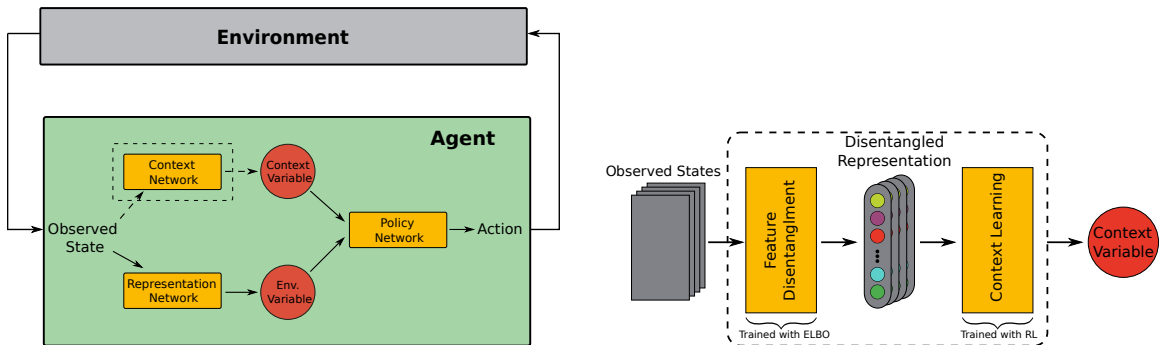 Environment
Agent
Context
Network
Context
Variable
Observed
State
Policy
Network
Action
Representation
Network
Env.
Variable
Observed States
Disentangled
Representation
Feature
Disentanglment
Context Learning
Context
Variable
Trained with ELBO
Trained with RL